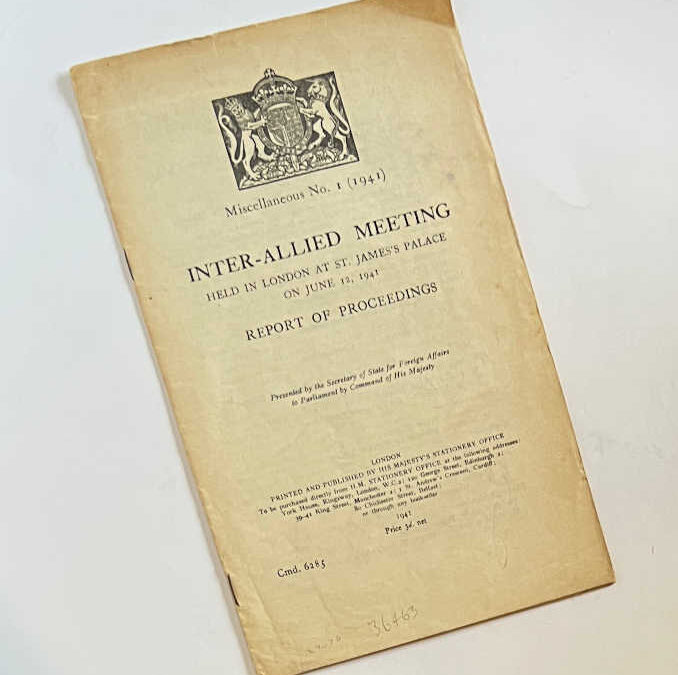 Miscellaneous No. 1 (1941)
INTER-ALLIED MEETING
HELD IN LONDON AT ST. JAMES'S PALACE
ON JUNE 12, 1941
REPORT OF PROCEEDINGS
Presented by the Secretary of State for Foreign Affairs
to Parliament by Command of His Majesty
LONDON
PRINTED AND PUBLISHED BY HIS MAJESTY'S STATIONERY OFFICE
To be purchased directly from H.M. STATIONERY OFFICE at the following addresses:
York House, Kingsway, London, W.C.2; 120 George Street, Edinburgh 2;
39-41 King Street, Manchester 2; 1 St. Andrew's Crescent, Cardiff;
80 Chichester Street, Belfast;
or through any bookseller
1941
Price 3d. net
Cmd. 6285
36463